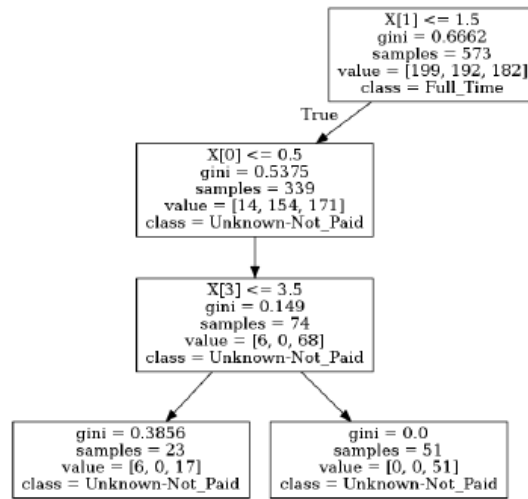 X[1] <= 1.5
gini = 0.6662
samples = 573
value = [199, 192, 182]
class = Full_Time
True
X[0] <= 0.5
gini = 0.5375
samples = 339
value = [14, 154, 171]
class = Unknown-Not_Paid
X[3] <= 3.5
gini = 0.149
samples = 74
value = [6, 0, 68]
class = Unknown-Not_Paid
gini = 0.3856
samples = 23
value = [6, 0, 17]
class = Unknown-Not_Paid
gini = 0.0
samples = 51
value = [0, 0, 51]
class = Unknown-Not_Paid